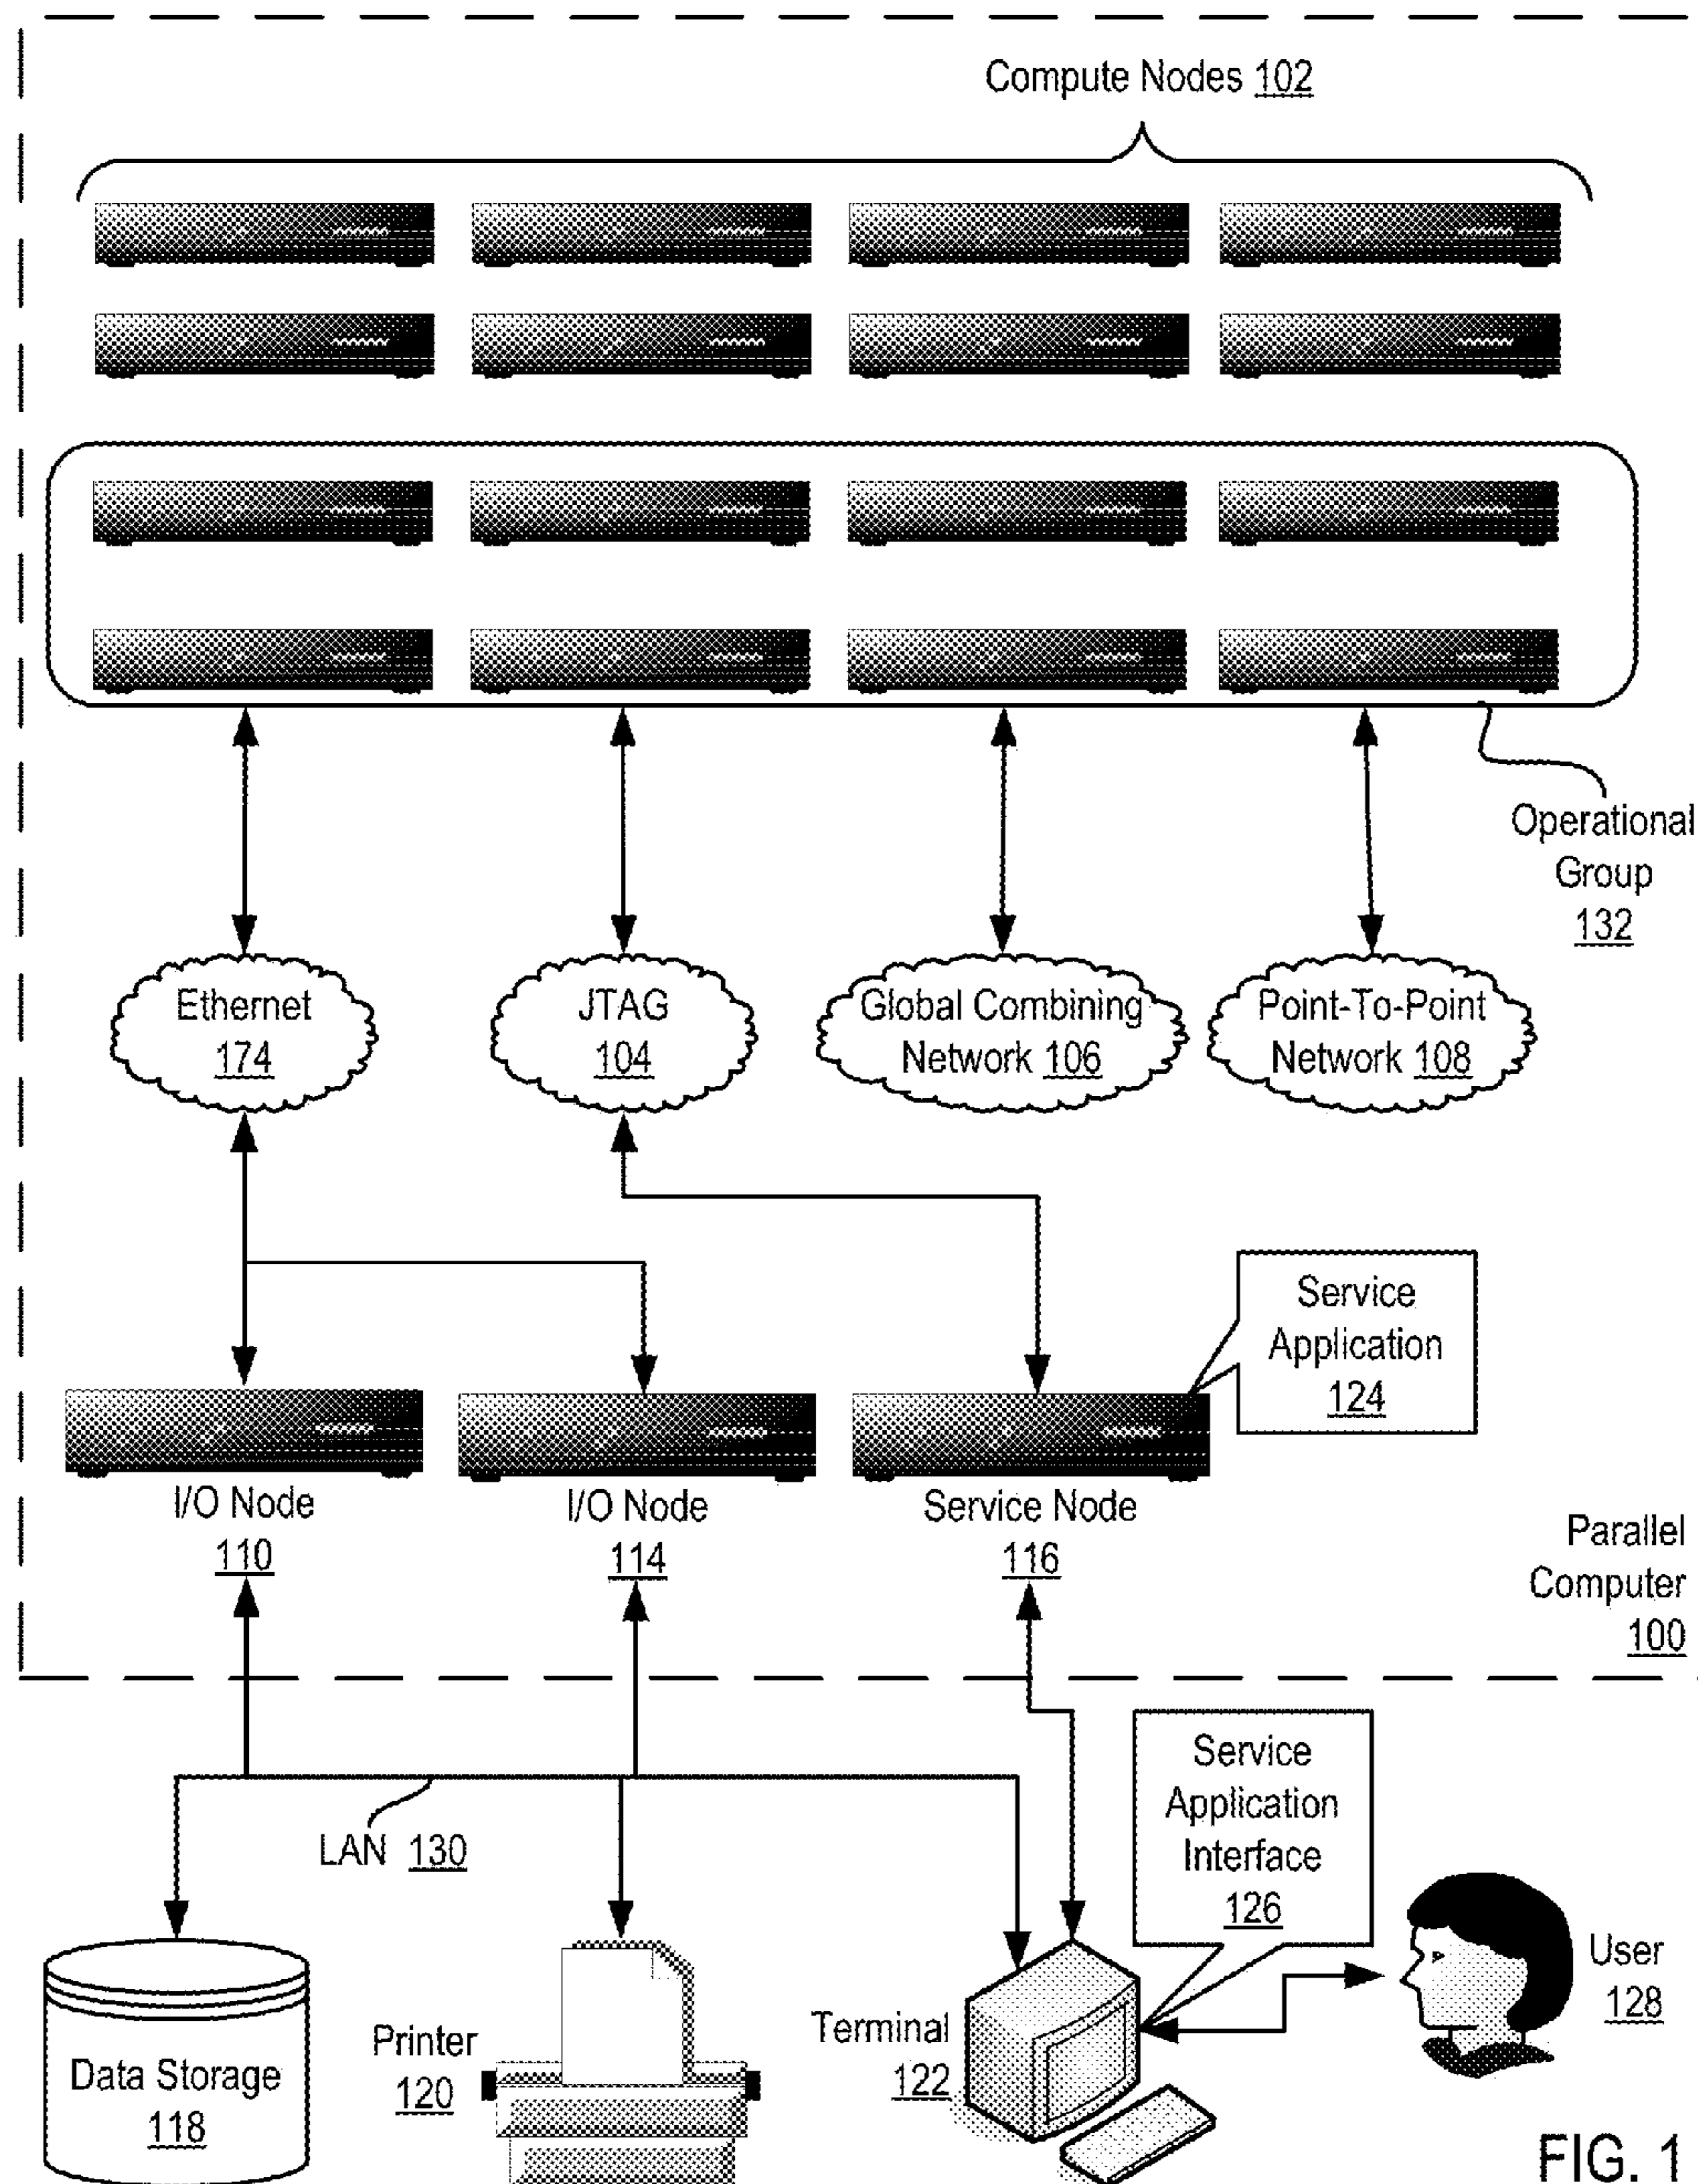 Compute Nodes 102
Operational
Group
132
Ethernet
174
JTAG
104
Global Combining
Network 106
Point-To-Point
Network 108
Service
Application
124
I/O Node
110
I/O Node
114
Service Node
116
Parallel
Computer
100
Service
Application
Interface
126
LAN 130
User
128
Data Storage
118
Printer
120
Terminal
122
FIG. 1